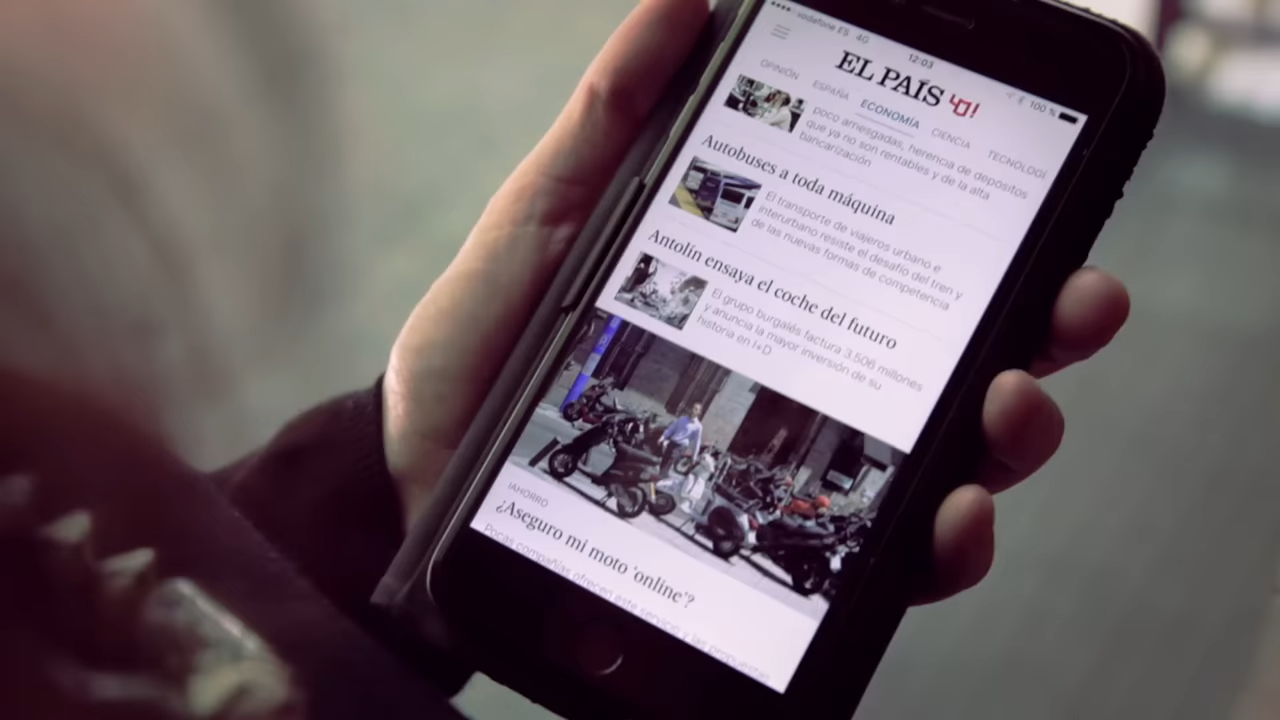 vodafone ES 4G
12:03
100 %
EL PAÍS
OPINIÓN ESPAÑA ECONOMÍA CIENCIA TECNOLOGÍ
poco arriesgadas, herencia de depósitos
que ya no son rentables y de la alta
bancarización
Autobuses a toda máquina
El transporte de viajeros urbano e
interurbano resiste el desafío del tren y
de las nuevas formas de competencia
Antolín ensaya el coche del futuro
El grupo burgalés factura 3.506 millones
y anuncia la mayor inversión de su
historia en I+D
IAHORRO
¿Aseguro mi moto 'online'?
Pocas compañías ofrecen este servicio y las propuestas